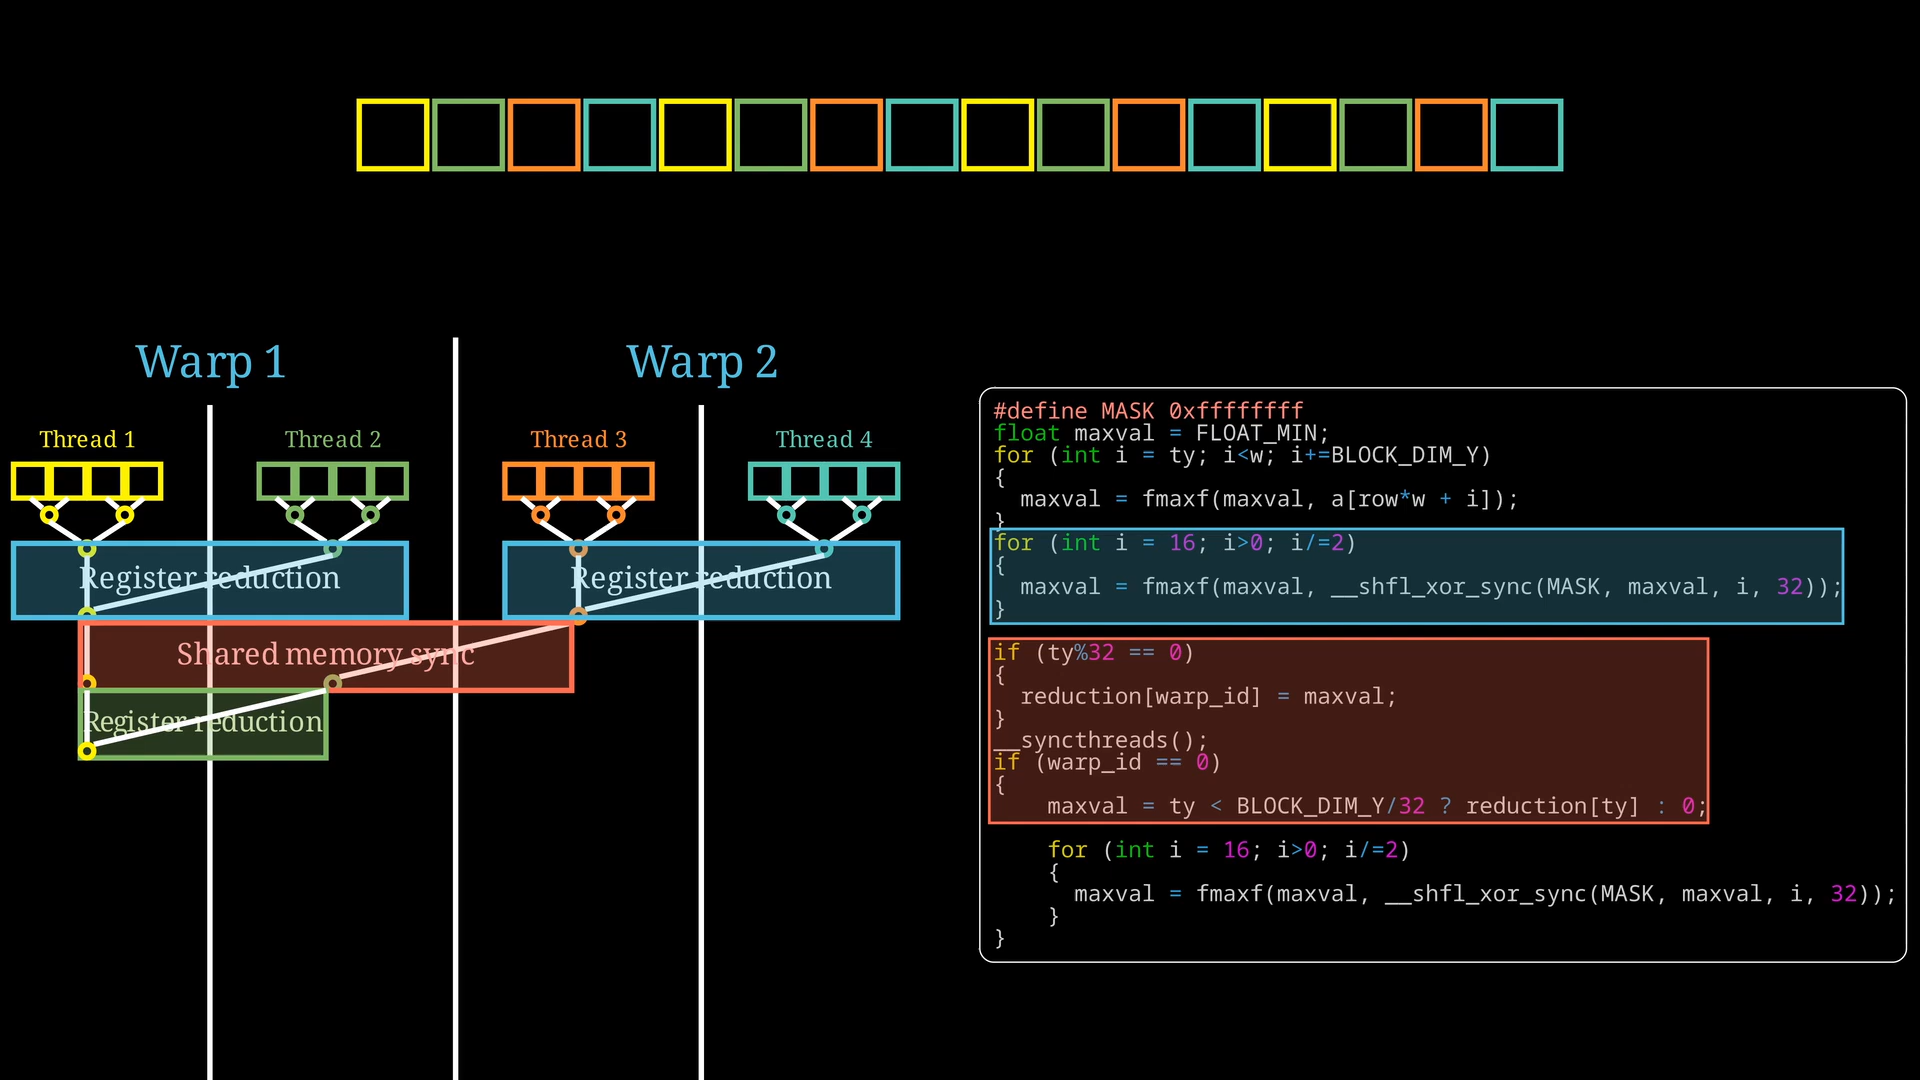 Warp 1
Warp 2
Thread 1
Thread 2
Thread 3
Thread 4
Register reduction
Register reduction
Shared memory sync
Register reduction
#define MASK 0xffffffff
float maxval = FLOAT_MIN;
for (int i = ty; i<w; i+=BLOCK_DIM_Y)
{
  maxval = fmaxf(maxval, a[row*w + i]);
}
for (int i = 16; i>0; i/=2)
{
  maxval = fmaxf(maxval, __shfl_xor_sync(MASK, maxval, i, 32));
}
if (ty%32 == 0)
{
  reduction[warp_id] = maxval;
}
__syncthreads();
if (warp_id == 0)
{
    maxval = ty < BLOCK_DIM_Y/32 ? reduction[ty] : 0;
    for (int i = 16; i>0; i/=2)
    {
      maxval = fmaxf(maxval, __shfl_xor_sync(MASK, maxval, i, 32));
    }
}